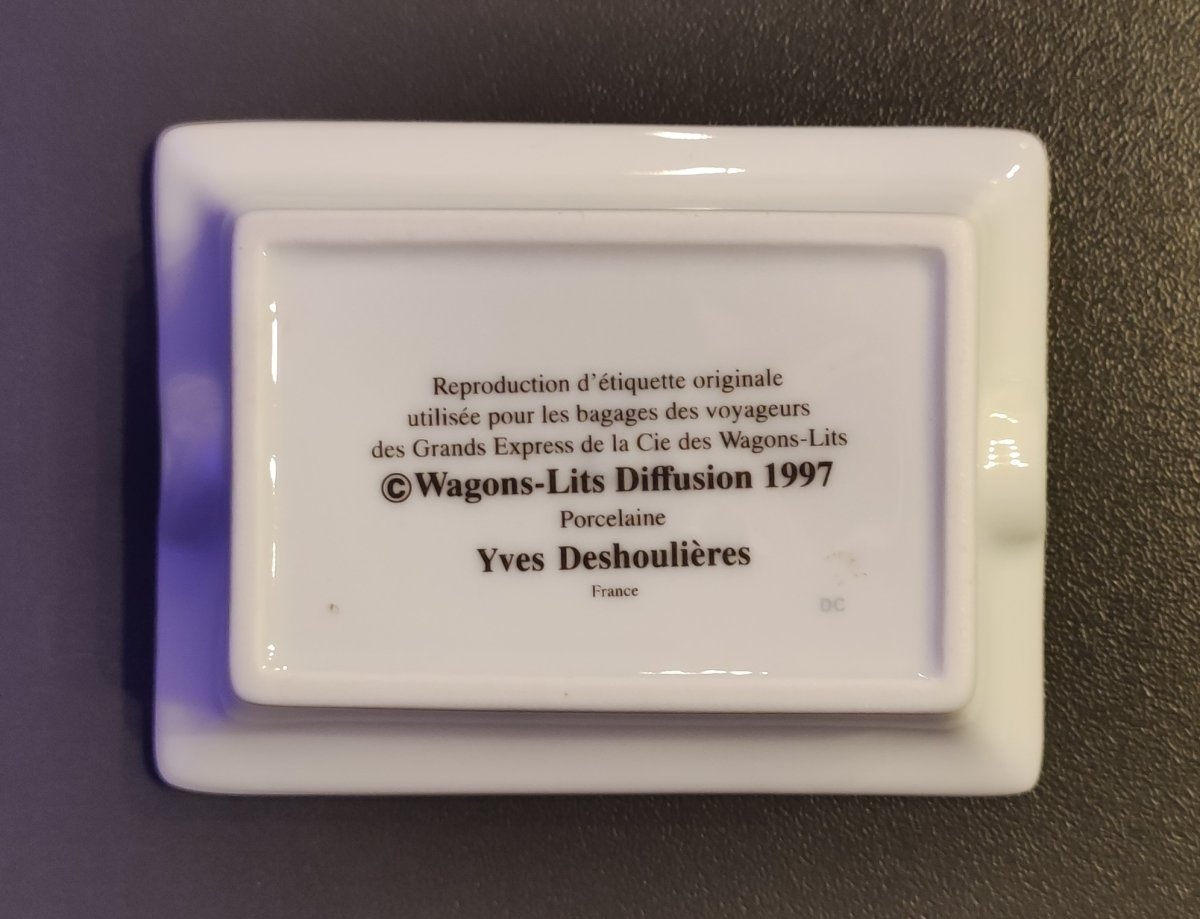 Reproduction d'étiquette originale
utilisée pour les bagages des voyageurs
des Grands Express de la Cie des Wagons-Lits
©Wagons-Lits Diffusion 1997
Porcelaine
Yves Deshoulières
France
DC